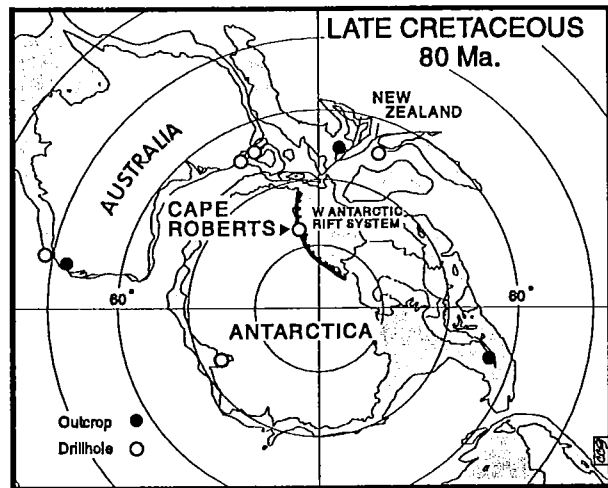 LATE CRETACEOUS
80 Ma.
NEW
ZEALAND
AUSTRALIA
CAPE
ROBERTS
W ANTARCTIC
RIFT SYSTEM
60°
60°
ANTARCTICA
Outcrop
Drillhole